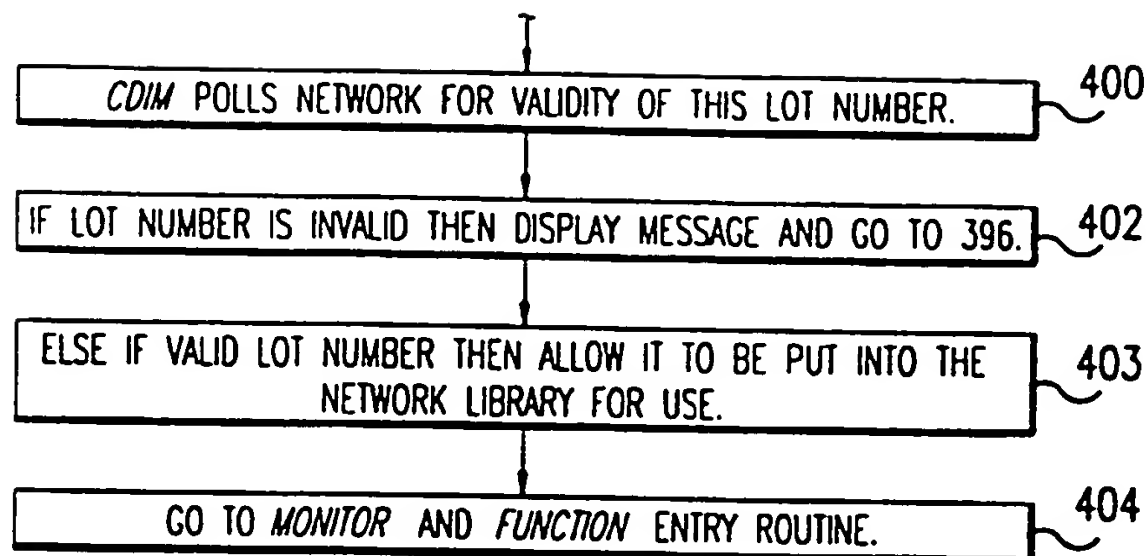 CDIM POLLS NETWORK FOR VALIDITY OF THIS LOT NUMBER.
400
IF LOT NUMBER IS INVALID THEN DISPLAY MESSAGE AND GO TO 396.
402
ELSE IF VALID LOT NUMBER THEN ALLOW IT TO BE PUT INTO THE
NETWORK LIBRARY FOR USE.
403
GO TO MONITOR AND FUNCTION ENTRY ROUTINE.
404